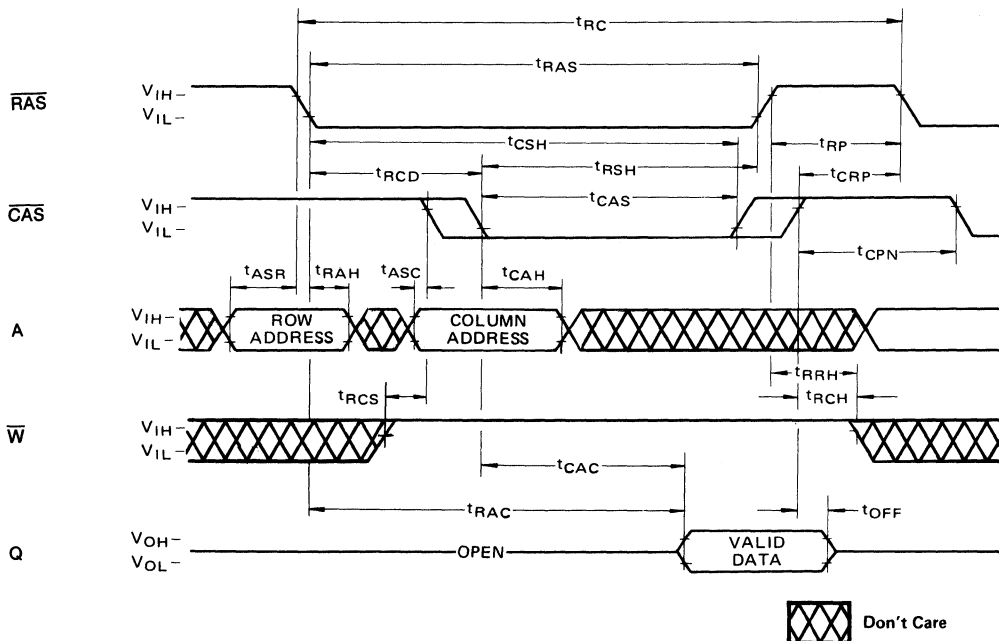 tRC
tRAS
RAS
VIH
VIL
tCSH
tRP
tRCD
tRSH
tCRP
CAS
VIH
VIL
tCAS
tCPN
tASR
tRAH
tASC
tCAH
A
VIH
VIL
ROW
ADDRESS
COLUMN
ADDRESS
tRRH
tRCS
tRCH
W
VIH
VIL
tCAC
tRAC
tOFF
Q
VOH
VOL
OPEN
VALID
DATA
Don't Care